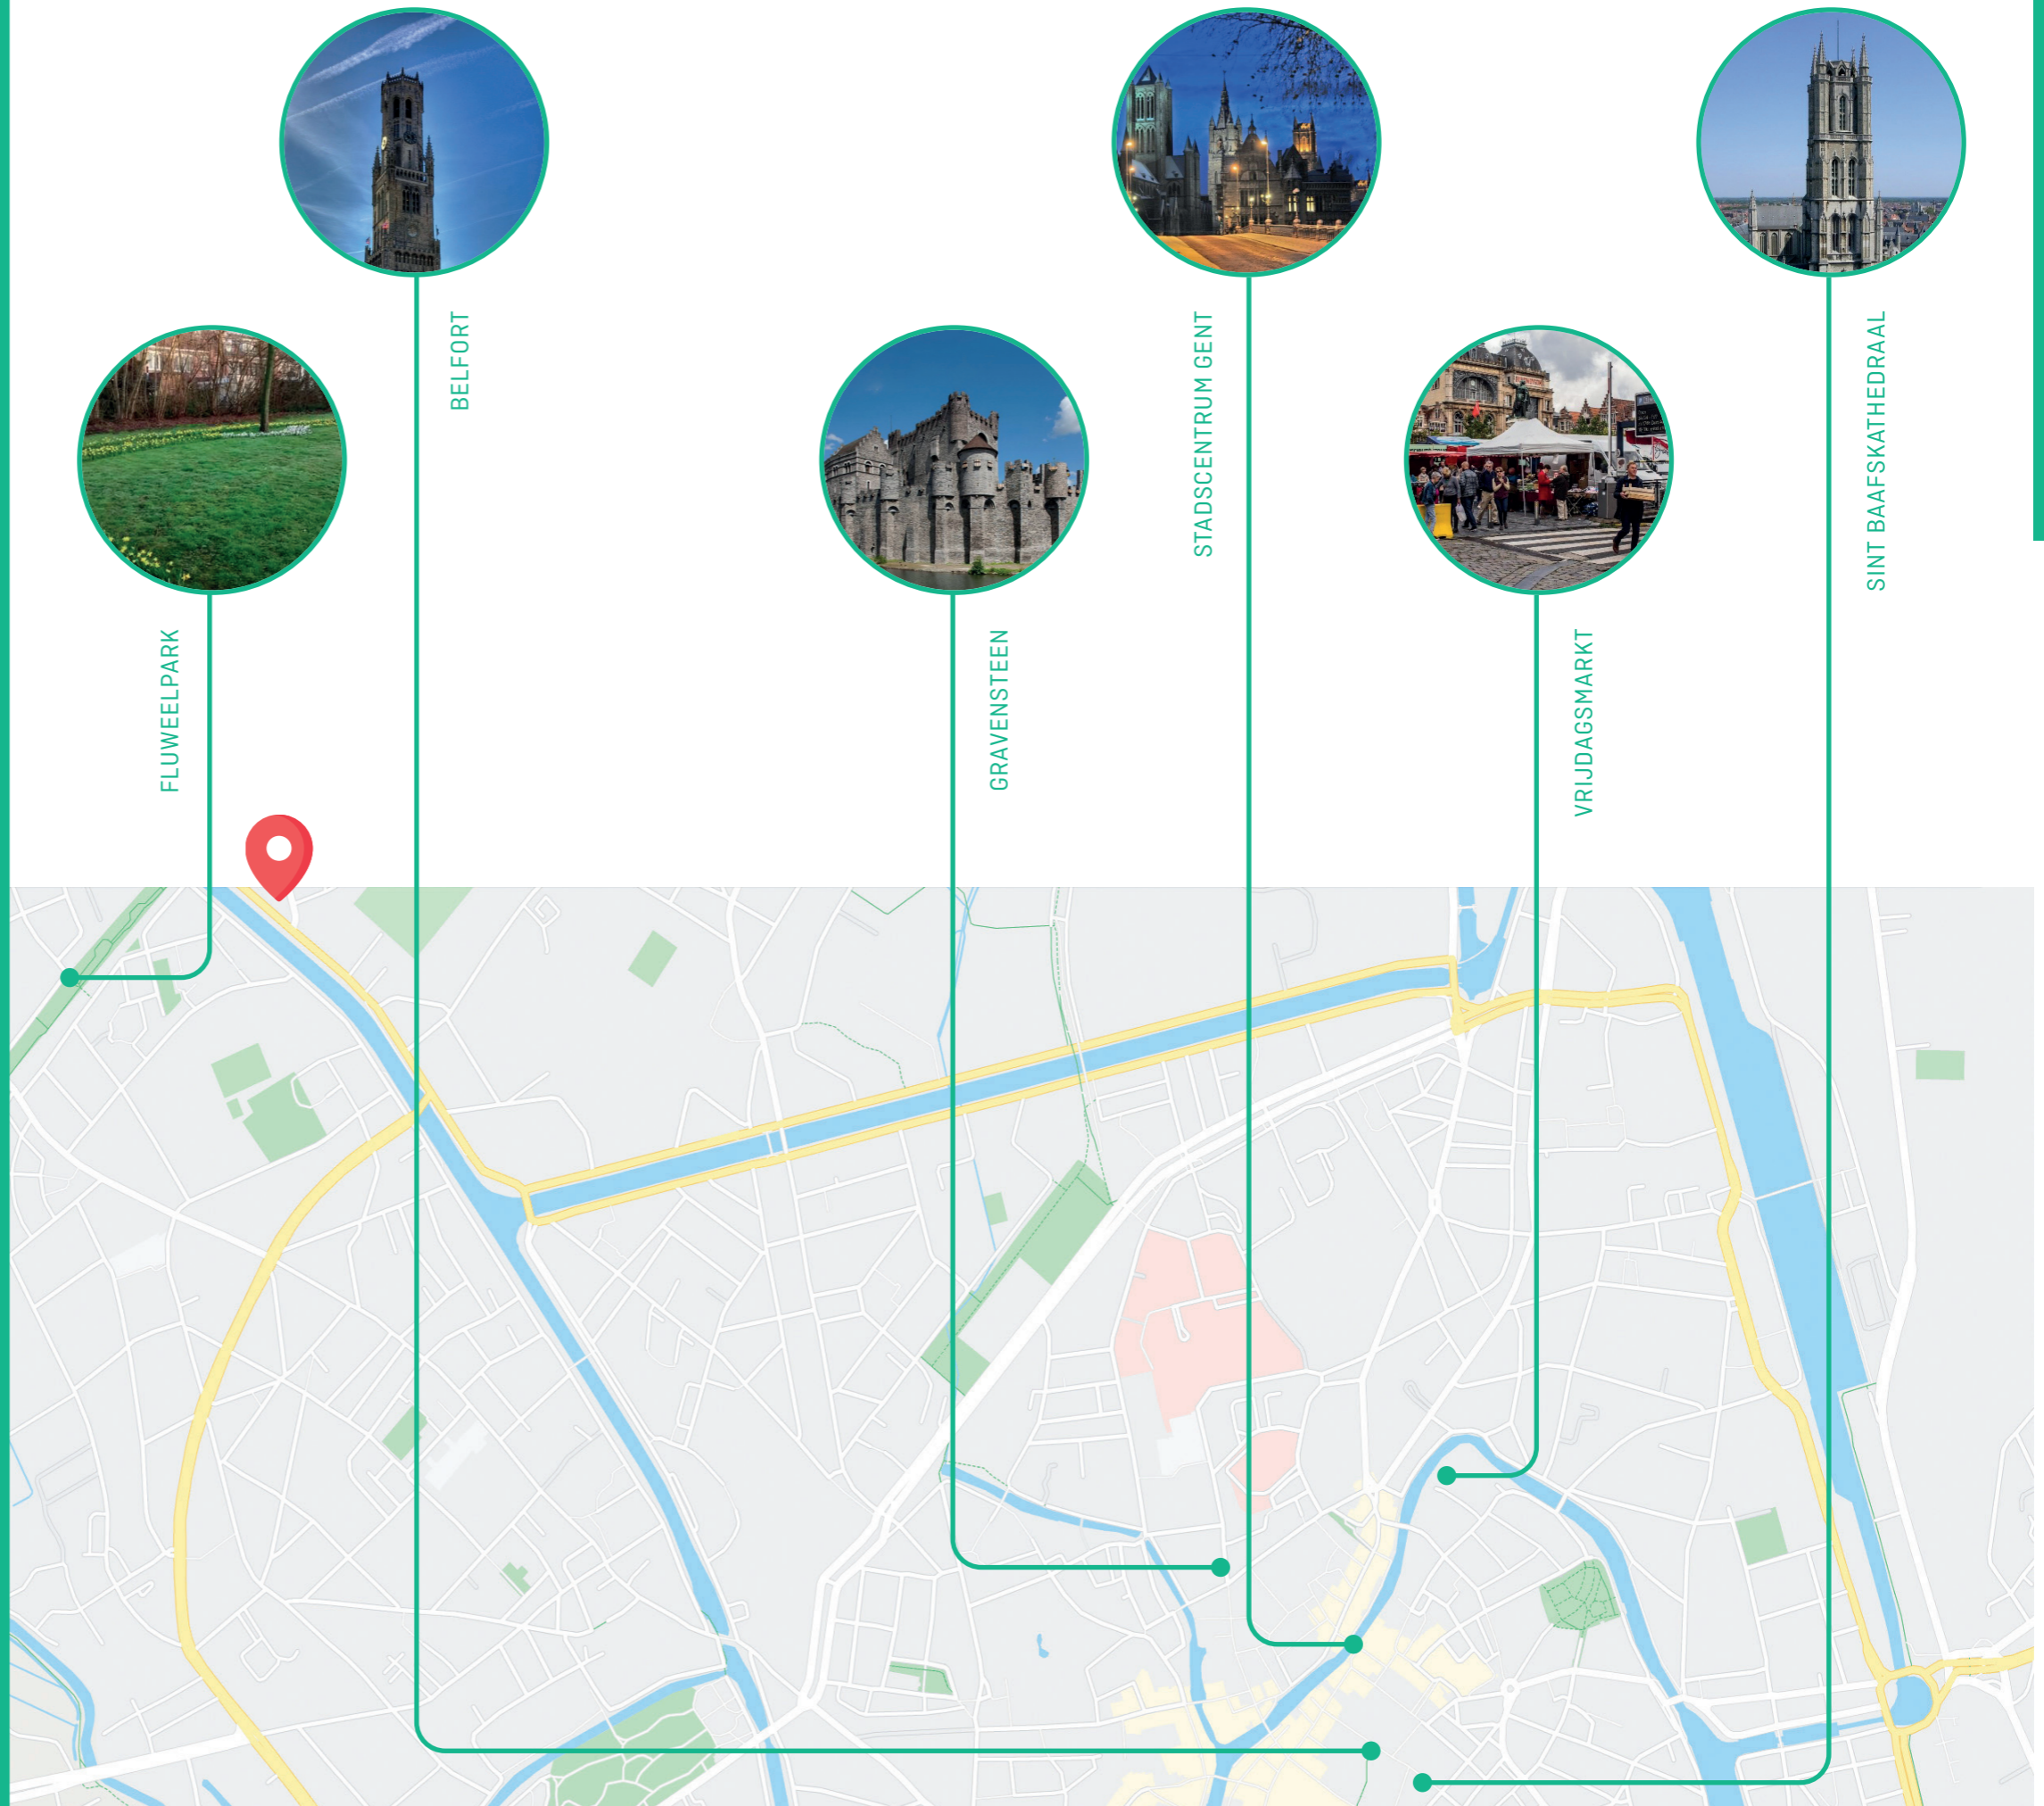 BELFORT
STADSCENTRUM GENT
SINT BAAFSKATHEDRAAL
FLUWEELPARK
GRAVENSTEEN
VRIJDAGSMARKT